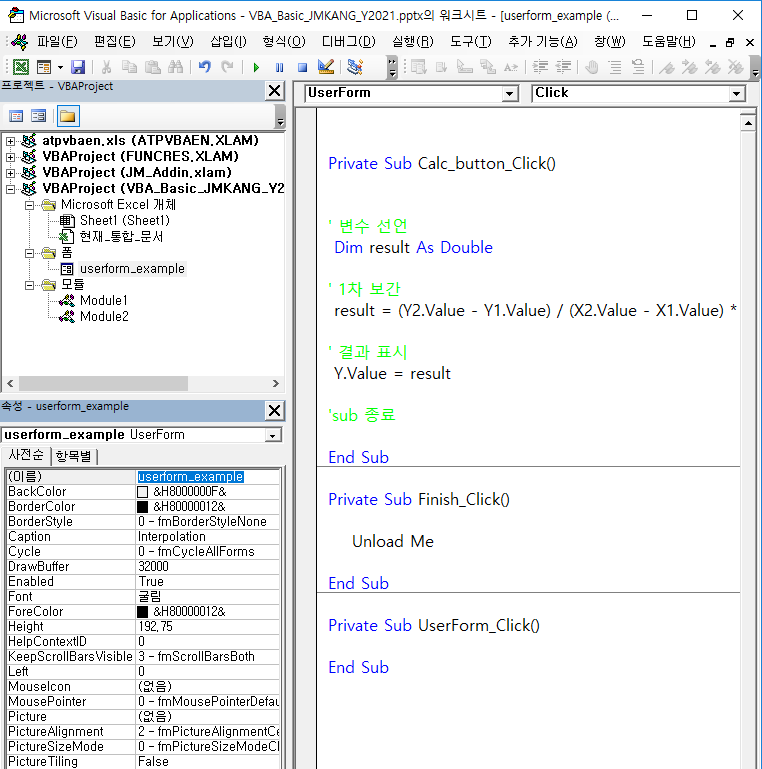 Microsoft Visual Basic for Applications - VBA_Basic_JMKANG_Y2021.pptx의 워크시트 - [userform_example (...
파일(F) 편집(E) 보기(V) 삽입(I) 형식(O) 디버그(D) 실행(R) 도구(T) 추가 기능(A) 창(W) 도움말(H)
프로젝트 - VBAProject
atpvbaen.xls (ATPVBAEN.XLAM)
VBAProject (FUNCRES.XLAM)
VBAProject (JM_Addin.xlam)
VBAProject (VBA_Basic_JMKANG_Y2
Microsoft Excel 개체
Sheet1 (Sheet1)
현재_통합_문서
폼
userform_example
모듈
Module1
Module2
속성 - userform_example
userform_example UserForm
사전순 항목별
(이름) userform_example
BackColor &H8000000F&
BorderColor &H80000012&
BorderStyle 0 - fmBorderStyleNone
Caption Interpolation
Cycle 0 - fmCycleAllForms
DrawBuffer 32000
Enabled True
Font 굴림
ForeColor &H80000012&
Height 192,75
HelpContextID 0
KeepScrollBarsVisible 3 - fmScrollBarsBoth
Left 0
MouseIcon (없음)
MousePointer 0 - fmMousePointerDefau
Picture (없음)
PictureAlignment 2 - fmPictureAlignmentCe
PictureSizeMode 0 - fmPictureSizeModeCl
PictureTiling False
UserForm Click
Private Sub Calc_button_Click()
' 변수 선언
Dim result As Double
' 1차 보간
result = (Y2.Value - Y1.Value) / (X2.Value - X1.Value) *
' 결과 표시
Y.Value = result
'sub 종료
End Sub
Private Sub Finish_Click()
Unload Me
End Sub
Private Sub UserForm_Click()
End Sub